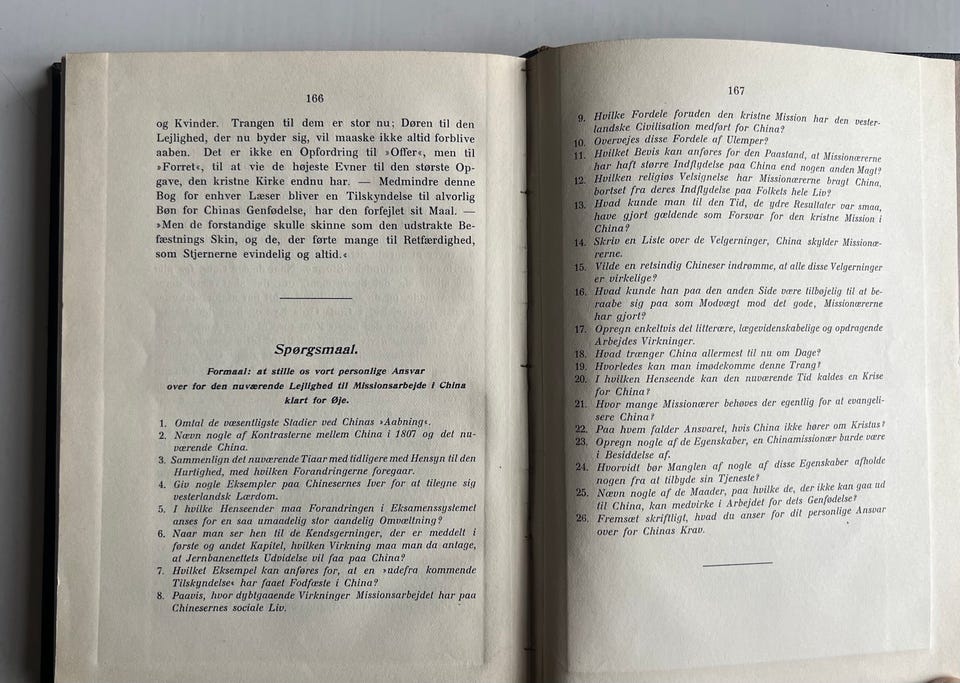 166
og Kvinder. Trangen til dem er stor nu; Døren til den
Lejlighed, der nu byder sig, vil maaske ikke altid forblive
aaben. Det er ikke en Opfordring til »Offer«, men til
»Forret«, til at vie de højeste Evner til den største Op-
gave, den kristne Kirke endnu har. — Medmindre denne
Bog for enhver Læser bliver en Tilskyndelse til alvorlig
Bøn for Chinas Genfødelse, har den forfejlet sit Maal. —
»Men de forstandige skulle skinne som den udstrakte Be-
fæstnings Skin, og de, der førte mange til Retfærdighed,
som Stjernerne evindelig og altid.«
Spørgsmaal.
Formaal: at stille os vort personlige Ansvar
over for den nuværende Lejlighed til Missionsarbejde i China
klart for Øje.
1. Omtal de væsentligste Stadier ved Chinas »Aabning«.
2. Nævn nogle af Kontrasterne mellem China i 1807 og det nu-
værende China.
3. Sammenlign det nuværende Tiaar med tidligere med Hensyn til den
Hurtighed, med hvilken Forandringerne foregaar.
4. Giv nogle Eksempler paa Chinesernes Iver for at tilegne sig
vesterlandsk Lærdom.
5. I hvilke Henseender maa Forandringen i Eksamenssystemet
anses for en saa umaadelig stor aandelig Omvæltning?
6. Naar man ser hen til de Kendsgerninger, der er meddelt i
første og andet Kapitel, hvilken Virkning maa man da antage,
at Jernbanenettets Udvidelse vil faa paa China?
7. Hvilket Eksempel kan anføres for, at en »udefra kommende
Tilskyndelse« har faaet Fodfæste i China?
8. Paavis, hvor dybtgaaende Virkninger Missionsarbejdet har paa
Chinesernes sociale Liv.
167
9. Hvilke Fordele foruden den kristne Mission har den vester-
landske Civilisation medført for China?
10. Overvejes disse Fordele af Ulemper?
11. Hvilket Bevis kan anføres for den Paastand, at Missionærerne
har haft større Indflydelse paa China end nogen anden Magt?
12. Hvilken religiøs Velsignelse har Missionærerne bragt China,
bortset fra deres Indflydelse paa Folkets hele Liv?
13. Hvad kunde man til den Tid, de ydre Resultater var smaa,
have gjort gældende som Forsvar for den kristne Mission i
China?
14. Skriv en Liste over de Velgerninger, China skylder Missionæ-
rerne.
15. Vilde en retsindig Chineser indrømme, at alle disse Velgerninger
er virkelige?
16. Hvad kunde han paa den anden Side være tilbøjelig til at be-
raabe sig paa som Modvægt mod det gode, Missionærerne
har gjort?
17. Opregn enkeltvis det litterære, lægevidenskabelige og opdragende
Arbejdes Virkninger.
18. Hvad trænger China allermest til nu om Dage?
19. Hvorledes kan man imødekomme denne Trang?
20. I hvilken Henseende kan den nuværende Tid kaldes en Krise
for China?
21. Hvor mange Missionærer behøves der egentlig for at evangeli-
sere China?
22. Paa hvem falder Ansvaret, hvis China ikke hører om Kristus?
23. Opregn nogle af de Egenskaber, en Chinamissionær burde være
i Besiddelse af.
24. Hvorvidt bør Manglen af nogle af disse Egenskaber afholde
nogen fra at tilbyde sin Tjeneste?
25. Nævn nogle af de Maader, paa hvilke de, der ikke kan gaa ud
til China, kan medvirke i Arbejdet for dets Genfødelse?
26. Fremsæt skriftligt, hvad du anser for dit personlige Ansvar
over for Chinas Krav.